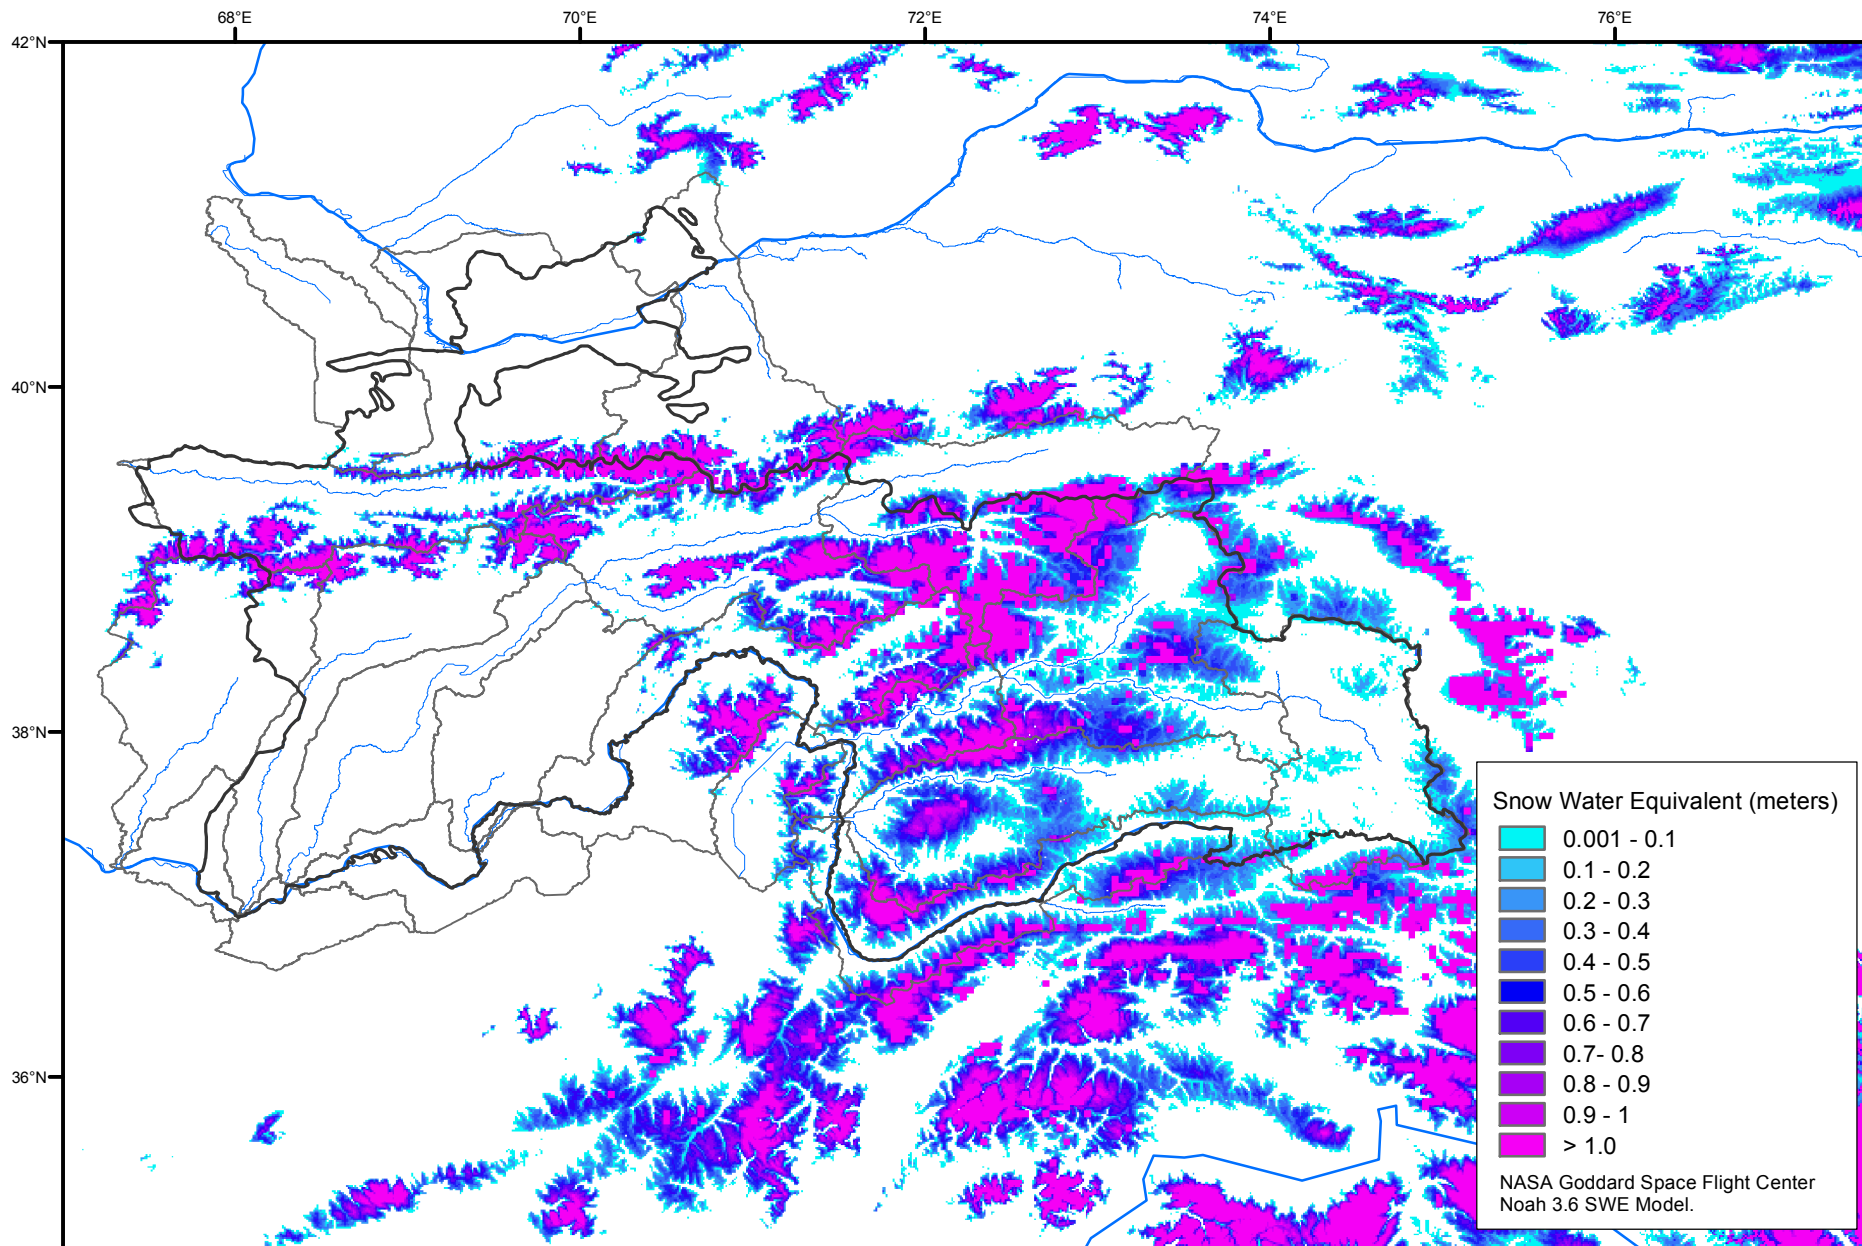 68°E 70°E 72°E 74°E 76°E
42°N
40°N
38°N
36°N
Snow Water Equivalent (meters)
0.001 - 0.1
0.1 - 0.2
0.2 - 0.3
0.3 - 0.4
0.4 - 0.5
0.5 - 0.6
0.6 - 0.7
0.7- 0.8
0.8 - 0.9
0.9 - 1
> 1.0
NASA Goddard Space Flight Center
Noah 3.6 SWE Model.